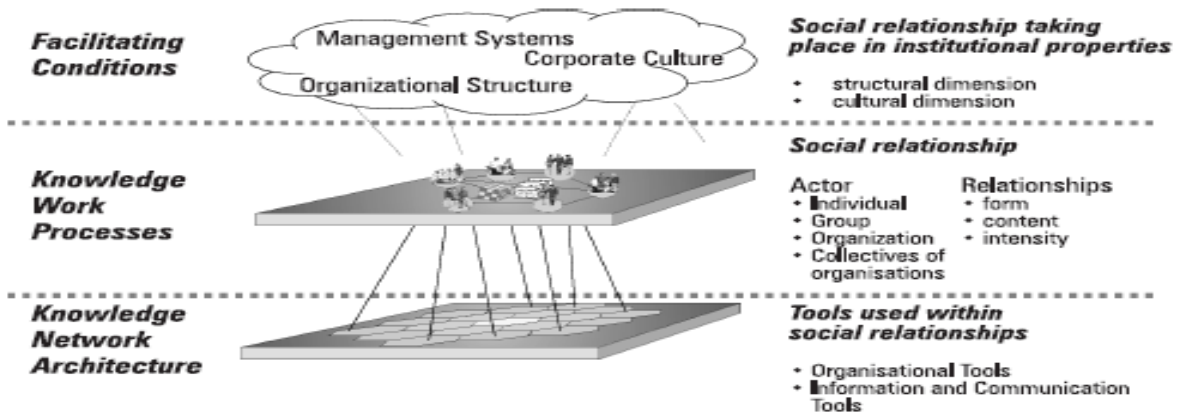 Facilitating
Conditions
Management Systems
Corporate Culture
Organizational Structure
Social relationship taking
place in institutional properties
• structural dimension
• cultural dimension
Knowledge
Work
Processes
Social relationship
Actor
• Individual
• Group
• Organization
• Collectives of
organisations
Relationships
• form
• content
• intensity
Knowledge
Network
Architecture
Tools used within
social relationships
• Organisational Tools
• Information and Communication
Tools